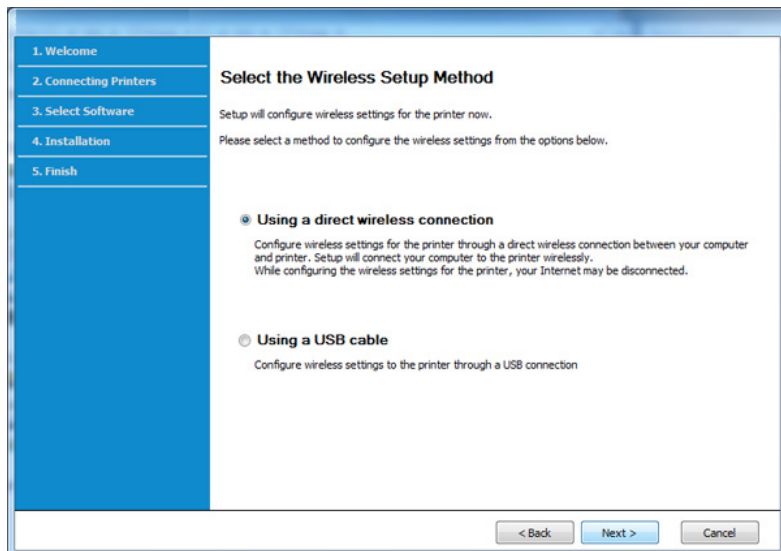 1. Welcome
2. Connecting Printers
3. Select Software
4. Installation
5. Finish
Select the Wireless Setup Method
Setup will configure wireless settings for the printer now.
Please select a method to configure the wireless settings from the options below.
Using a direct wireless connection
Configure wireless settings for the printer through a direct wireless connection between your computer
and printer. Setup will connect your computer to the printer wirelessly.
While configuring the wireless settings for the printer, your Internet may be disconnected.
Using a USB cable
Configure wireless settings to the printer through a USB connection
< Back
Next >
Cancel